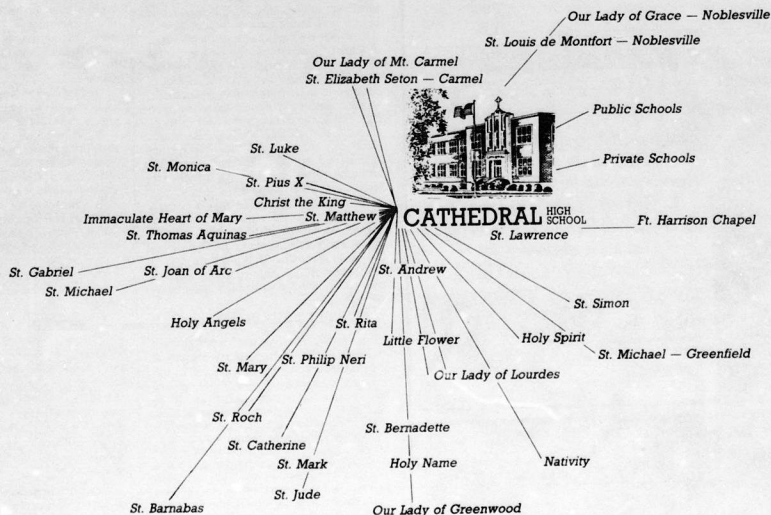 Our Lady of Grace — Noblesville
St. Louis de Montfort — Noblesville
Our Lady of Mt. Carmel
St. Elizabeth Seton — Carmel
Public Schools
Private Schools
St. Luke
St. Monica
St. Pius X
Christ the King
Immaculate Heart of Mary
St. Matthew
CATHEDRAL HIGH SCHOOL
Ft. Harrison Chapel
St. Thomas Aquinas
St. Lawrence
St. Gabriel
St. Joan of Arc
St. Andrew
St. Michael
St. Simon
Holy Angels
St. Rita
Little Flower
Holy Spirit
St. Michael — Greenfield
St. Mary
St. Philip Neri
Our Lady of Lourdes
St. Roch
St. Bernadette
St. Catherine
St. Mark
Holy Name
Nativity
St. Jude
St. Barnabas
Our Lady of Greenwood